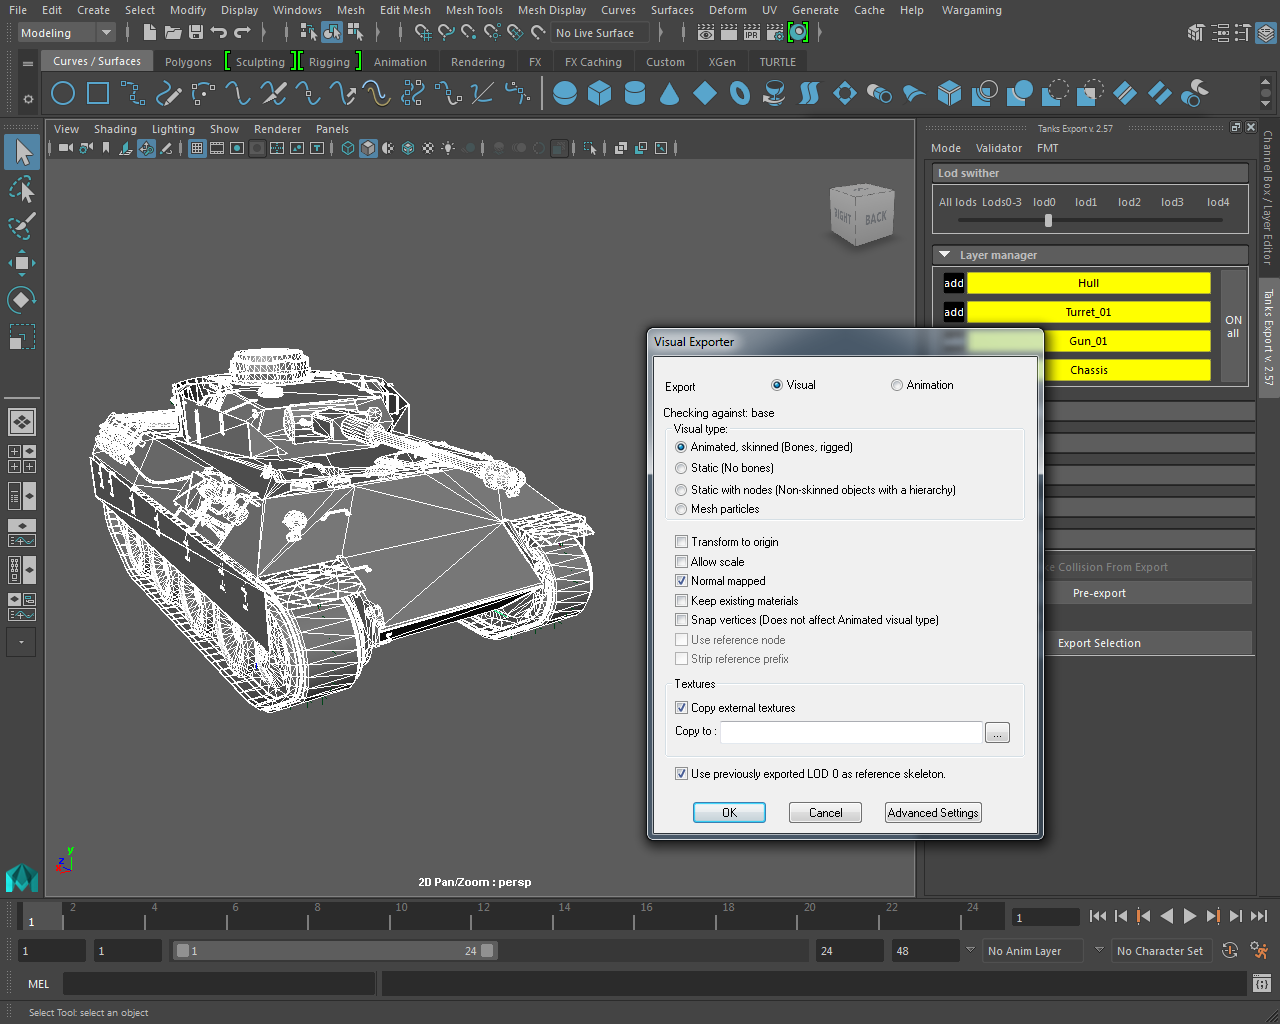 File Edit Create Select Modify Display Windows Mesh Edit Mesh Mesh Tools Mesh Display Curves Surfaces Deform UV Generate Cache Help Wargaming
Modeling
No Live Surface
IPR
Curves / Surfaces Polygons Sculpting Rigging Animation Rendering FX FX Caching Custom XGen TURTLE
View Shading Lighting Show Renderer Panels
RIGHT BACK
2D Pan/Zoom : persp
y
z
x
Tanks Export v. 2.57
Mode Validator FMT
Lod swither
All lods Lods0-3 lod0 lod1 lod2 lod3 lod4
Layer manager
add Hull
add Turret_01
Gun_01
Chassis
ON
all
ce Collision From Export
Pre-export
Export Selection
Channel Box / Layer Editor
Tanks Export v. 2.57
Visual Exporter
Export Visual Animation
Checking against: base
Visual type:
Animated, skinned (Bones, rigged)
Static (No bones)
Static with nodes (Non-skinned objects with a hierarchy)
Mesh particles
Transform to origin
Allow scale
Normal mapped
Keep existing materials
Snap vertices (Does not affect Animated visual type)
Use reference node
Strip reference prefix
Textures
Copy external textures
Copy to : ...
Use previously exported LOD 0 as reference skeleton.
OK Cancel Advanced Settings
1 2 4 6 8 10 12 14 16 18 20 22 24 1
1 1 1 24 24 48 No Anim Layer No Character Set
MEL
Select Tool: select an object